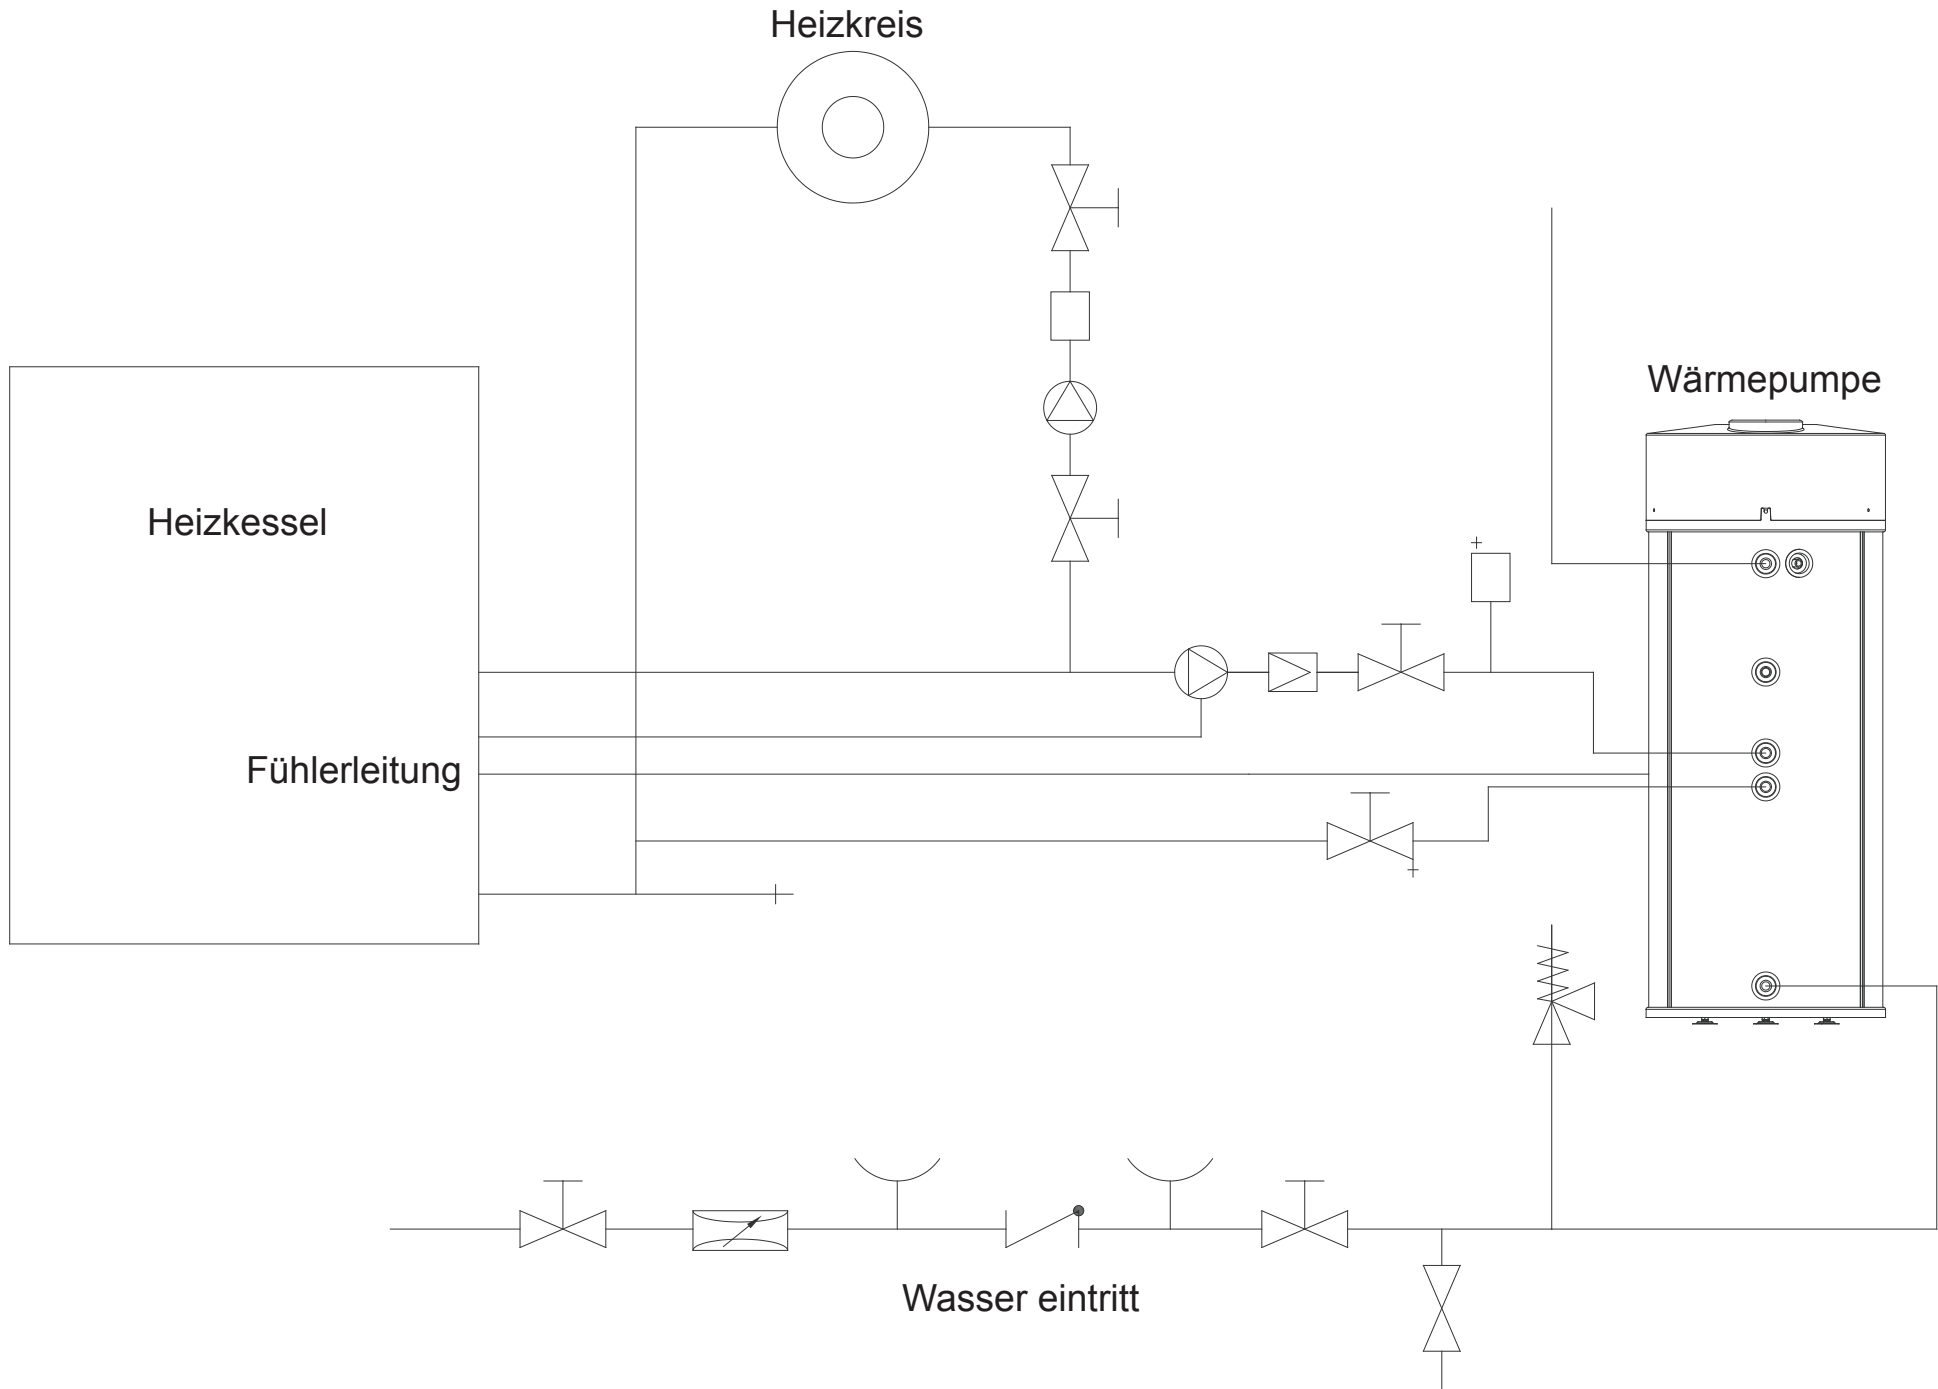 Heizkreis
Wärmepumpe
Heizkessel
Fühlerleitung
Wasser eintritt